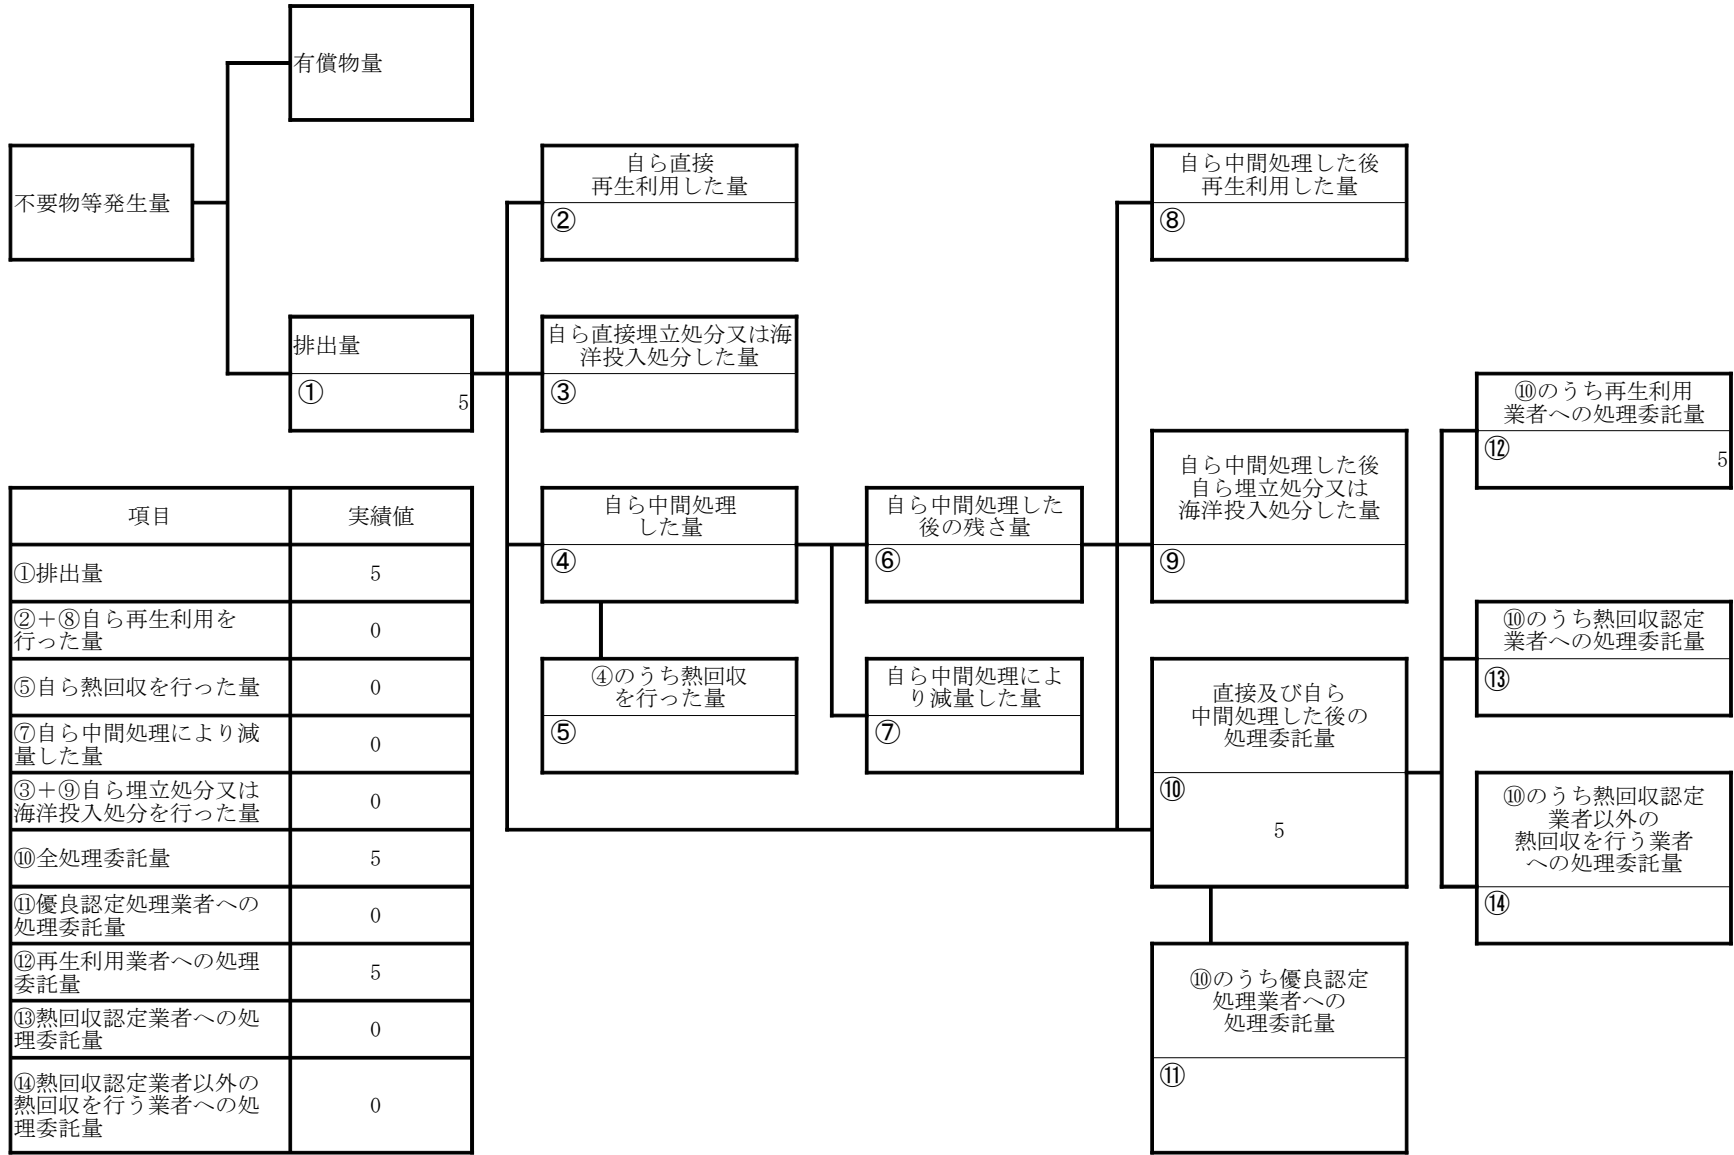 有償物量
不要物等発生量
排出量
①
5
自ら直接
再生利用した量
②
自ら直接埋立処分又は海
洋投入処分した量
③
自ら中間処理
した量
④
④のうち熱回収
を行った量
⑤
自ら中間処理した
後の残さ量
⑥
自ら中間処理によ
り減量した量
⑦
自ら中間処理した後
再生利用した量
⑧
自ら中間処理した後
自ら埋立処分又は
海洋投入処分した量
⑨
直接及び自ら
中間処理した後の
処理委託量
⑩
5
⑩のうち優良認定
処理業者への
処理委託量
⑪
⑩のうち再生利用
業者への処理委託量
⑫
5
⑩のうち熱回収認定
業者への処理委託量
⑬
⑩のうち熱回収認定
業者以外の
熱回収を行う業者
への処理委託量
⑭
項目 実績値
①排出量 5
②＋⑧自ら再生利用を
行った量 0
⑤自ら熱回収を行った量 0
⑦自ら中間処理により減
量した量 0
③＋⑨自ら埋立処分又は
海洋投入処分を行った量 0
⑩全処理委託量 5
⑪優良認定処理業者への
処理委託量 0
⑫再生利用業者への処理
委託量 5
⑬熱回収認定業者への処
理委託量 0
⑭熱回収認定業者以外の
熱回収を行う業者への処
理委託量 0